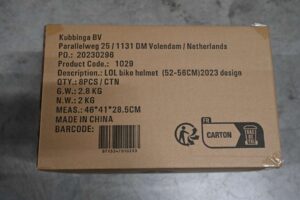 Kubbinga BV
Parallelweg 25 / 1131 DM Volendam / Netherlands
PO.: 20230296
Product Code.: 1029
Description.: LOL bike helmet (52-56CM)2023 design
QTY.: 8PCS / CTN
G.W.: 2.8 KG
N.W.: 2 KG
MEAS.: 46*41*28.5CM
MADE IN CHINA
BARCODE:
FR
CARTON